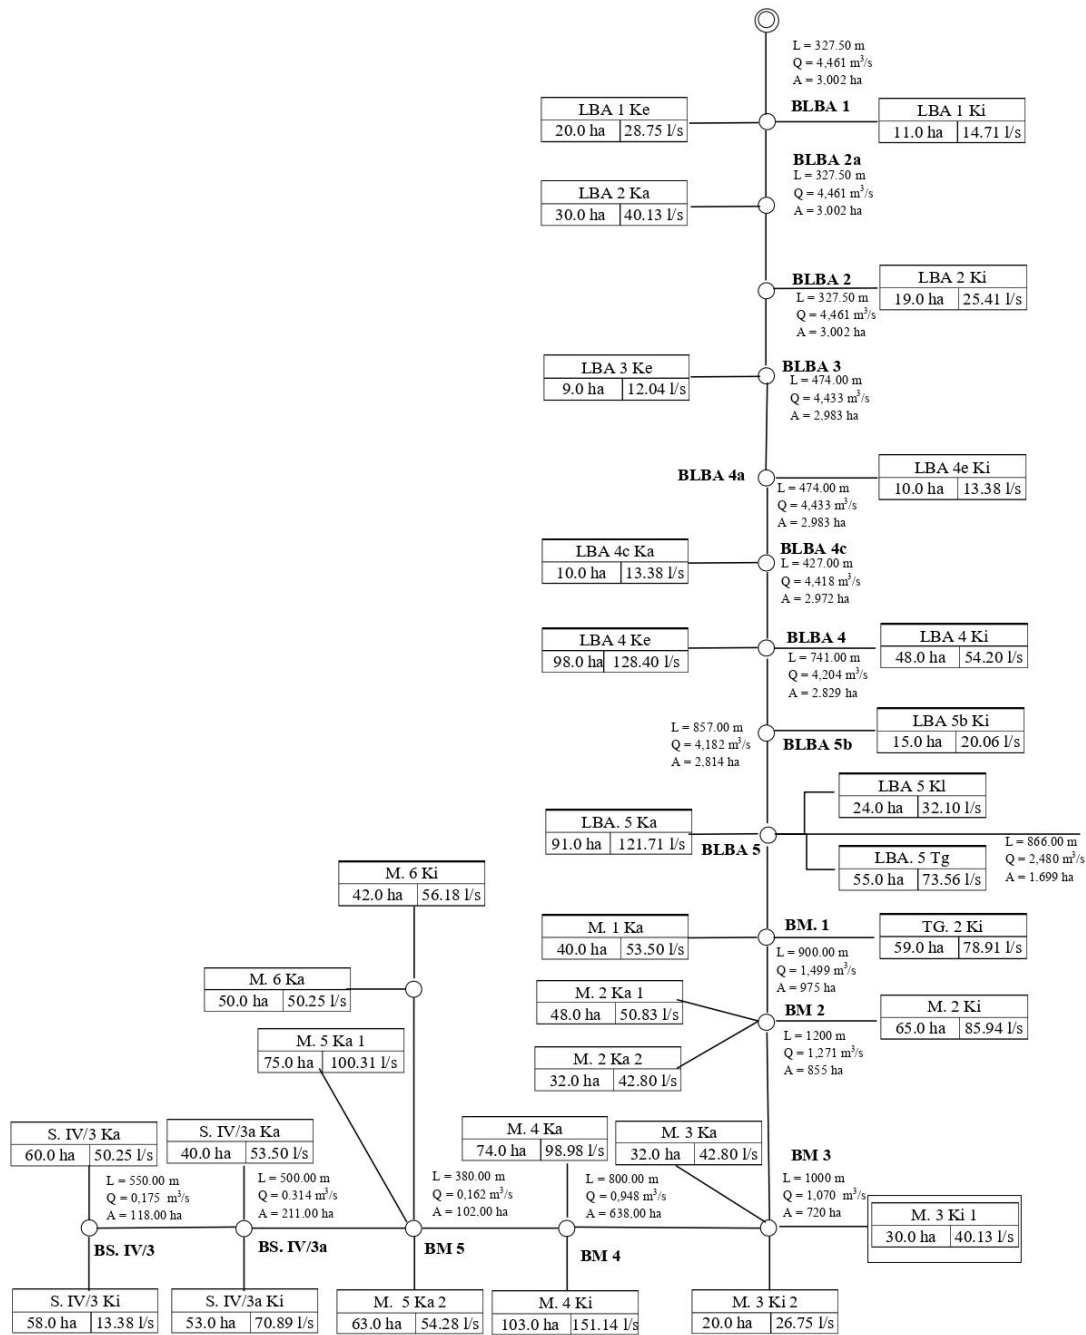 L = 327.50 m
Q = 4,461 m³/s
A = 3.002 ha
BLBA 1
LBA 1 Ke
20.0 ha 28.75 l/s
LBA 1 Ki
11.0 ha 14.71 l/s
BLBA 2a
L = 327.50 m
Q = 4,461 m³/s
A = 3.002 ha
LBA 2 Ka
30.0 ha 40.13 l/s
BLBA 2
L = 327.50 m
Q = 4,461 m³/s
A = 3.002 ha
LBA 2 Ki
19.0 ha 25.41 l/s
LBA 3 Ke
9.0 ha 12.04 l/s
BLBA 3
L = 474.00 m
Q = 4,433 m³/s
A = 2.983 ha
BLBA 4a
L = 474.00 m
Q = 4,433 m³/s
A = 2.983 ha
LBA 4e Ki
10.0 ha 13.38 l/s
LBA 4c Ka
10.0 ha 13.38 l/s
BLBA 4c
L = 427.00 m
Q = 4,418 m³/s
A = 2.972 ha
LBA 4 Ke
98.0 ha 128.40 l/s
BLBA 4
L = 741.00 m
Q = 4,204 m³/s
A = 2.829 ha
LBA 4 Ki
48.0 ha 54.20 l/s
L = 857.00 m
Q = 4,182 m³/s
A = 2,814 ha
BLBA 5b
LBA 5b Ki
15.0 ha 20.06 l/s
LBA 5 Kl
24.0 ha 32.10 l/s
LBA. 5 Ka
91.0 ha 121.71 l/s
BLBA 5
LBA. 5 Tg
55.0 ha 73.56 l/s
L = 866.00 m
Q = 2,480 m³/s
A = 1.699 ha
M. 6 Ki
42.0 ha 56.18 l/s
M. 1 Ka
40.0 ha 53.50 l/s
BM. 1
L = 900.00 m
Q = 1,499 m³/s
A = 975 ha
TG. 2 Ki
59.0 ha 78.91 l/s
M. 6 Ka
50.0 ha 50.25 l/s
M. 2 Ka 1
48.0 ha 50.83 l/s
BM 2
L = 1200 m
Q = 1,271 m³/s
A = 855 ha
M. 2 Ki
65.0 ha 85.94 l/s
M. 5 Ka 1
75.0 ha 100.31 l/s
M. 2 Ka 2
32.0 ha 42.80 l/s
S. IV/3 Ka
60.0 ha 50.25 l/s
S. IV/3a Ka
40.0 ha 53.50 l/s
M. 4 Ka
74.0 ha 98.98 l/s
M. 3 Ka
32.0 ha 42.80 l/s
BM 3
L = 1000 m
Q = 1,070 m³/s
A = 720 ha
L = 550.00 m
Q = 0,175 m³/s
A = 118,00 ha
L = 500.00 m
Q = 0.314 m³/s
A = 211.00 ha
L = 380.00 m
Q = 0,162 m³/s
A = 102.00 ha
L = 800.00 m
Q = 0,948 m³/s
A = 638,00 ha
M. 3 Ki 1
30.0 ha 40.13 l/s
BS. IV/3
BS. IV/3a
BM 5
BM 4
S. IV/3 Ki
58.0 ha 13.38 l/s
S. IV/3a Ki
53.0 ha 70.89 l/s
M. 5 Ka 2
63.0 ha 54.28 l/s
M. 4 Ki
103.0 ha 151.14 l/s
M. 3 Ki 2
20.0 ha 26.75 l/s